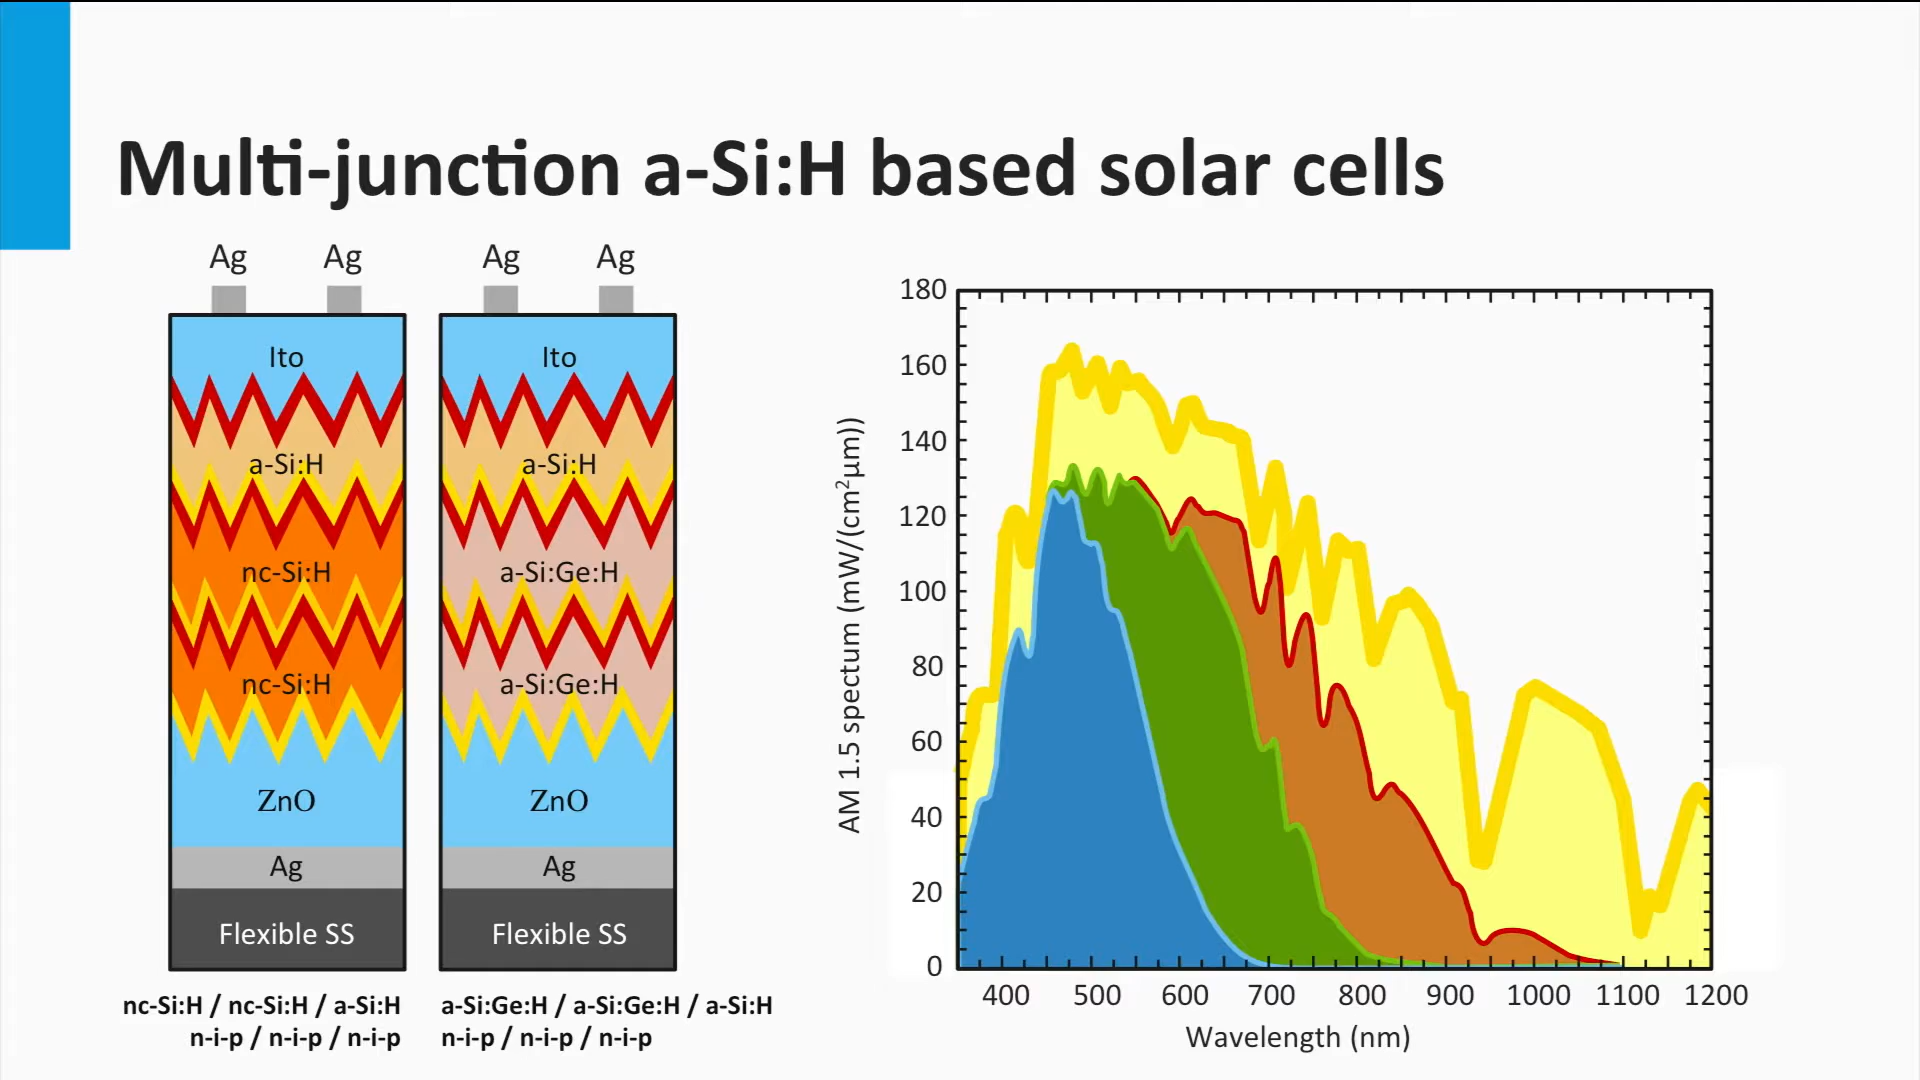 Multi-junction a-Si:H based solar cells
Ag Ag Ag Ag
Ito
a-Si:H
nc-Si:H
nc-Si:H
ZnO
Ag
Flexible SS
nc-Si:H / nc-Si:H / a-Si:H
n-i-p / n-i-p / n-i-p
Ito
a-Si:H
a-Si:Ge:H
a-Si:Ge:H
ZnO
Ag
Flexible SS
a-Si:Ge:H / a-Si:Ge:H / a-Si:H
n-i-p / n-i-p / n-i-p
AM 1.5 spectum (mW/(cm²μm))
180
160
140
120
100
80
60
40
20
0
400 500 600 700 800 900 1000 1100 1200
Wavelength (nm)